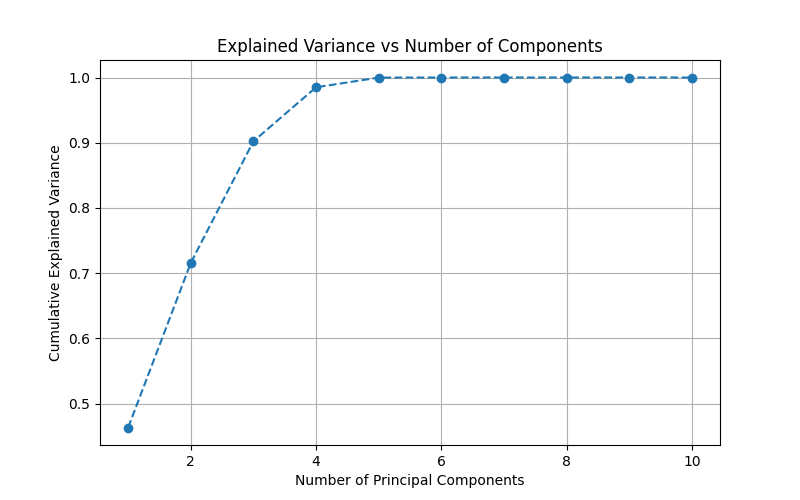 Explained Variance vs Number of Components
1.0
0.9
0.8
0.7
0.6
0.5
Cumulative Explained Variance
2 4 6 8 10
Number of Principal Components